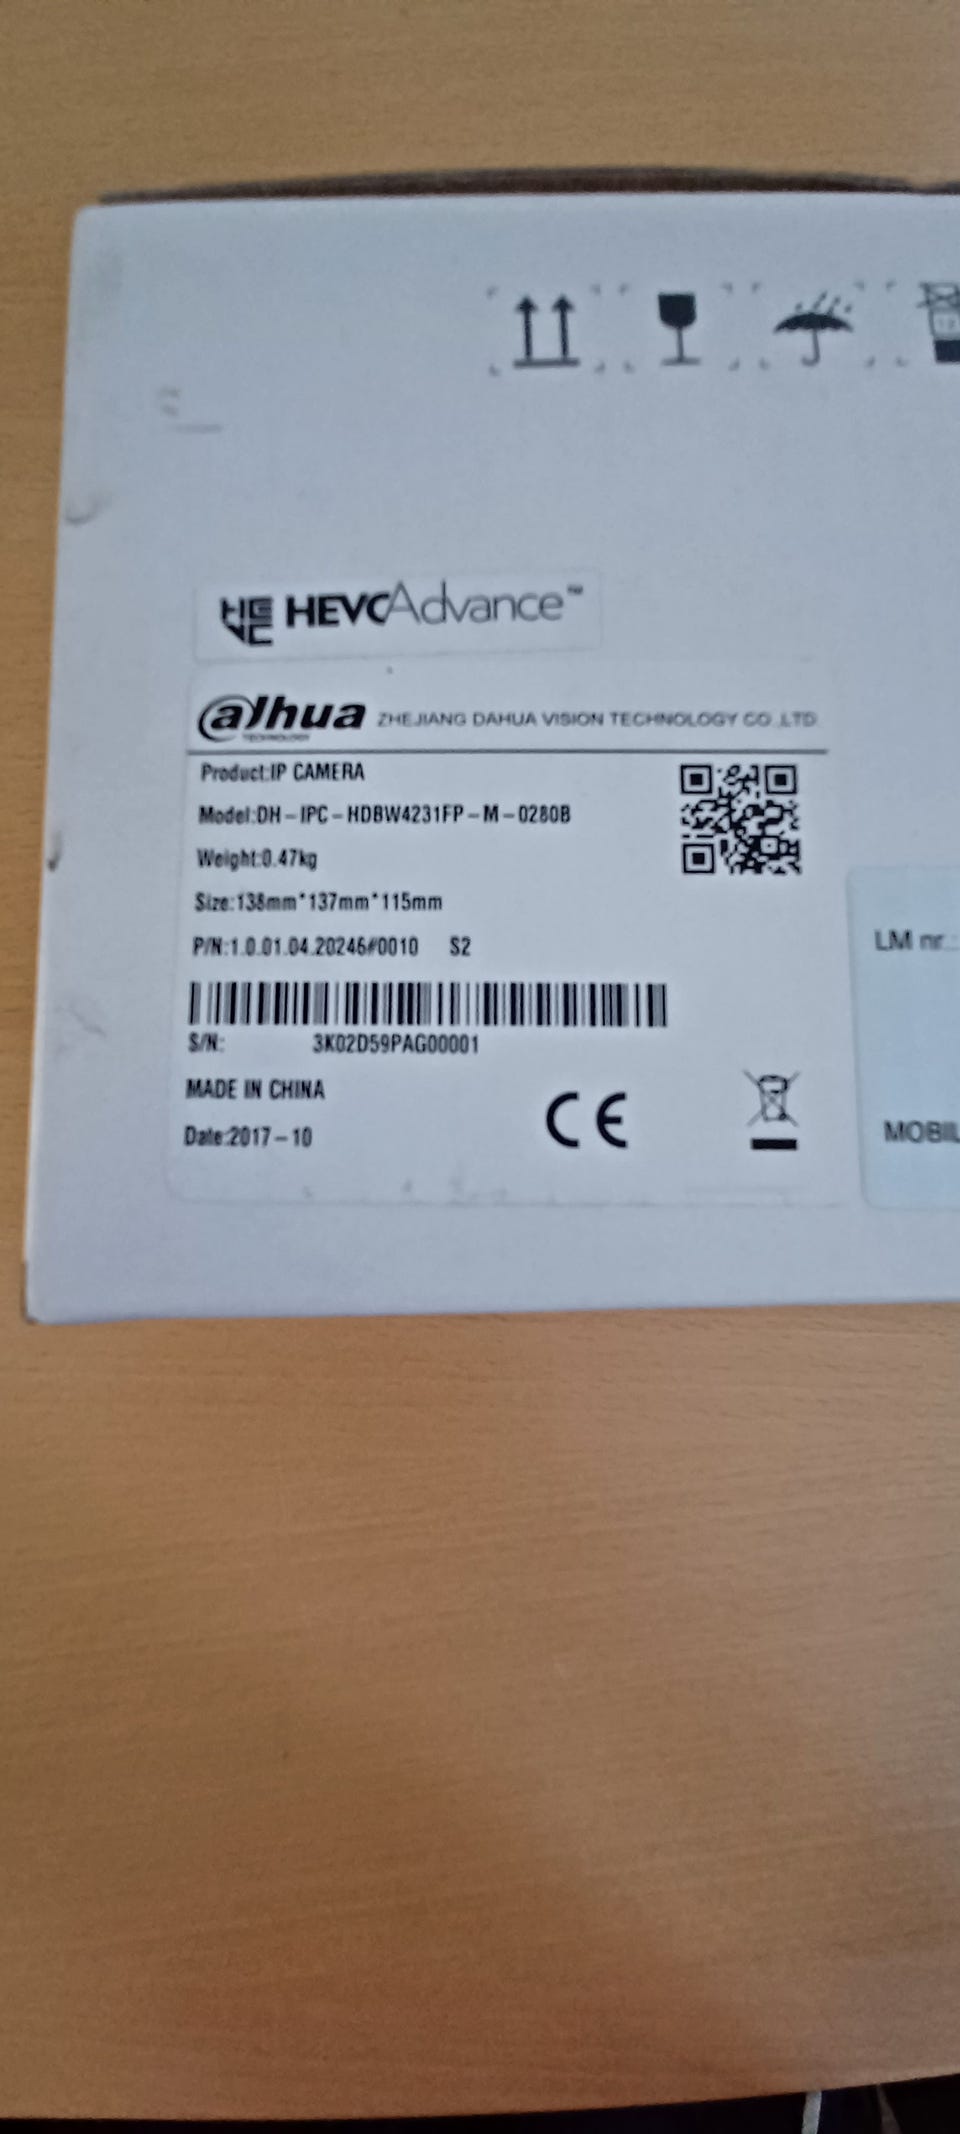 HEVCAdvance™
alhua ZHEJIANG DAHUA VISION TECHNOLOGY CO.,LTD
TECHNOLOGY
Product:IP CAMERA
Model:DH-IPC-HDBW4231FP-M-0280B
Weight:0.47kg
Size:138mm*137mm*115mm
P/N:1.0.01.04.20246#0010 S2
S/N: 3K02D59PAG00001
MADE IN CHINA
Date:2017-10
CE
LM nr.:
MOBIL